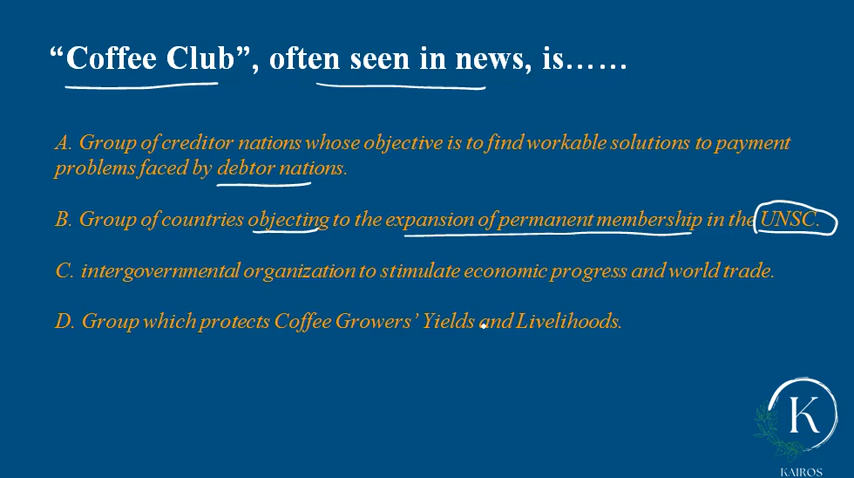 “Coffee Club”, often seen in news, is……
A. Group of creditor nations whose objective is to find workable solutions to payment
problems faced by debtor nations.
B. Group of countries objecting to the expansion of permanent membership in the UNSC.
C. intergovernmental organization to stimulate economic progress and world trade.
D. Group which protects Coffee Growers’ Yields and Livelihoods.
K
KAIROS